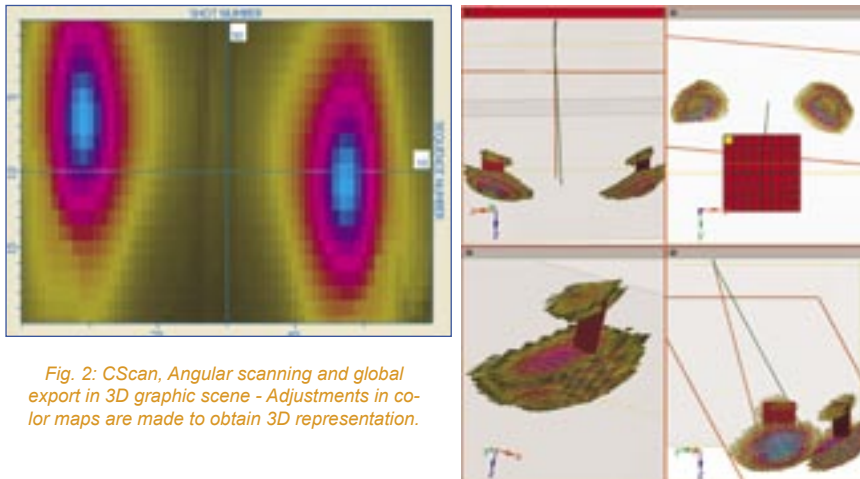 SHOT NUMBER
SEQUENCE NUMBER
Fig. 2: CScan, Angular scanning and global
export in 3D graphic scene - Adjustments in co-
lor maps are made to obtain 3D representation.